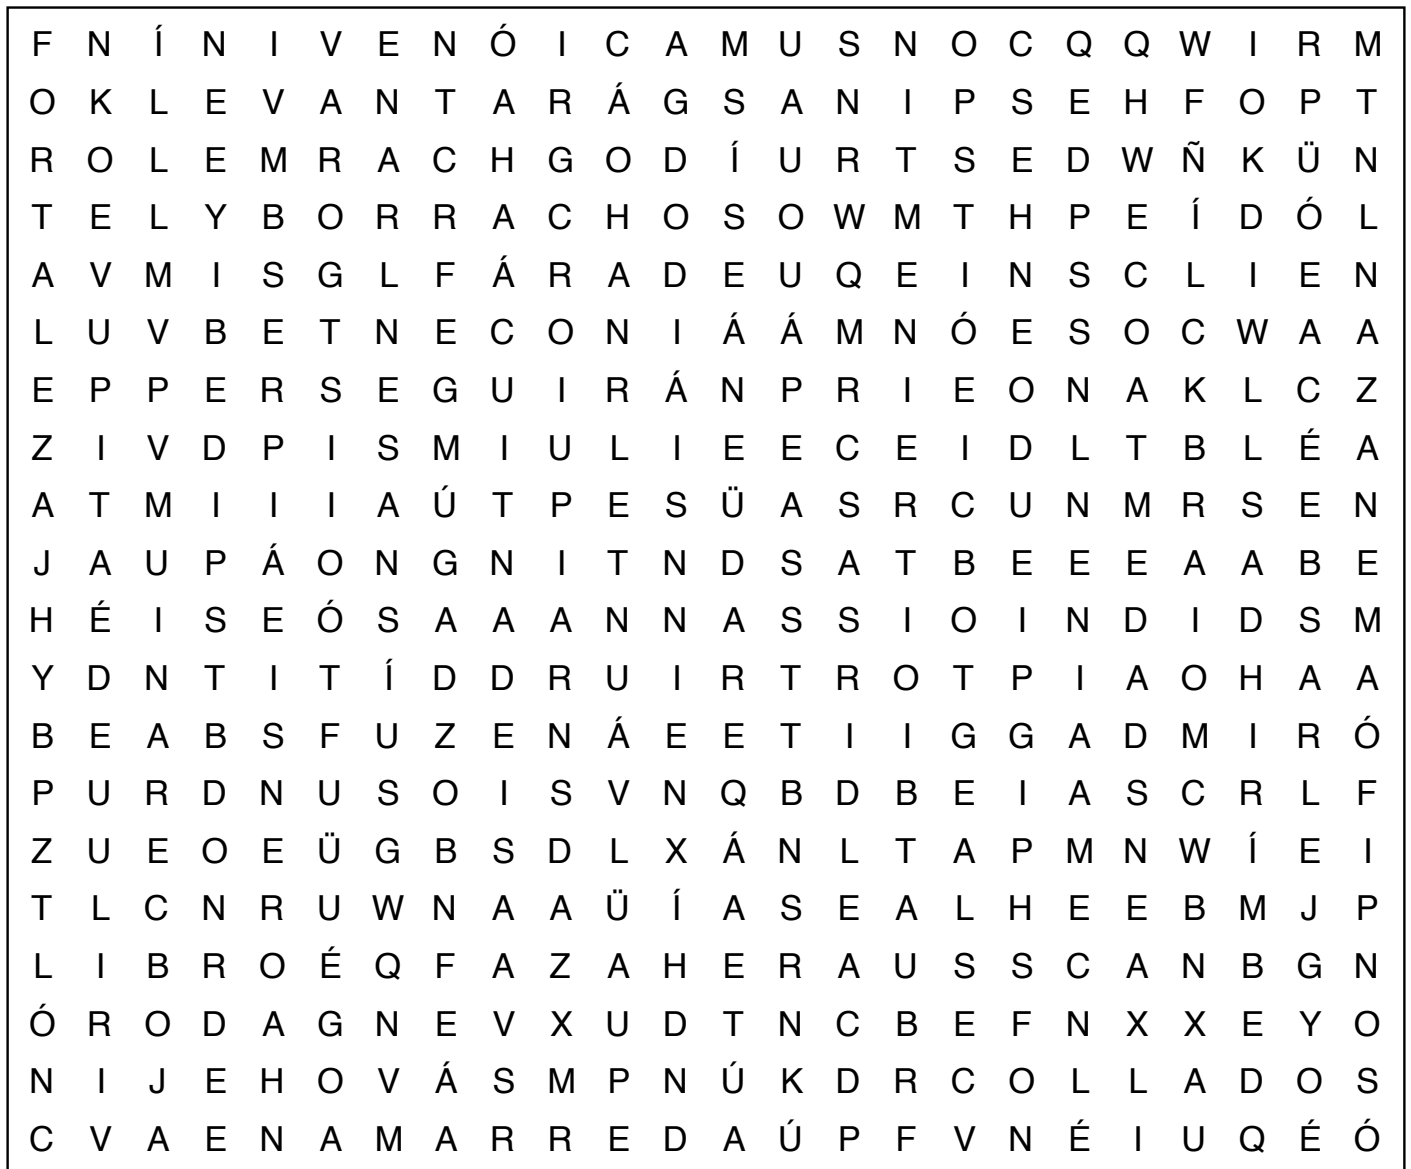 F N Í N I V E N Ó I C A M U S N O C Q Q W I R M
O K L E V A N T A R Á G S A N I P S E H F O P T
R O L E M R A C H G O D Í U R T S E D W Ñ K Ü N
T E L Y B O R R A C H O S O W M T H P E Í D Ó L
A V M I S G L F Á R A D E U Q E I N S C L I E N
L U V B E T N E C O N I Á Á M N Ó E S O C W A A
E P P E R S E G U I R Á N P R I E O N A K L C Z
Z I V D P I S M I U L I E E C E I D L T B L É A
A T M I I I A Ú T P E S Ü A S R C U N M R S E N
J A U P Á O N G N I T N D S A T B E E E A A B E
H É I S E Ó S A A A N N A S S I O I N D I D S M
Y D N T I T Í D D R U I R T R O T P I A O H A A
B E A B S F U Z E N Á E E T I I G G A D M I R Ó
P U R D N U S O I S V N Q B D B E I A S C R L F
Z U E O E Ü G B S D L X Á N L T A P M N W Í E I
T L C N R U W N A A Ü Í A S E A L H E E B M J P
L I B R O É Q F A Z A H E R A U S S C A N B G N
Ó R O D A G N E V X U D T N C B E F N X X E Y O
N I J E H O V Á S M P N Ú K D R C O L L A D O S
C V A E N A M A R R E D A Ú P F V N É I U Q É Ó